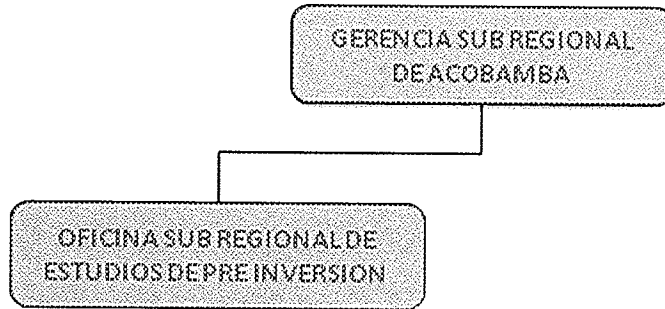 GERENCIA SUB REGIONAL
DE ACOBAMBA
OFICINA SUB REGIONAL DE
ESTUDIOS DE PRE INVERSION